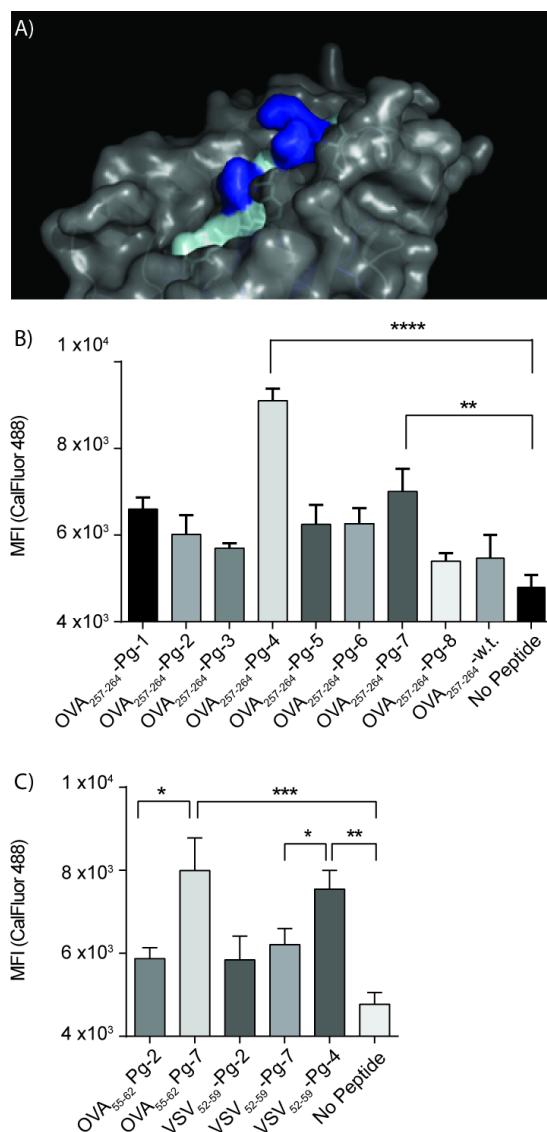 A)
B)
1 x10⁴
8 x10³
6 x10³
4 x10³
MFI (CalFluor 488)
****
**
OVA₂₅₇₋₂₆₄-Pg-1
OVA₂₅₇₋₂₆₄-Pg-2
OVA₂₅₇₋₂₆₄-Pg-3
OVA₂₅₇₋₂₆₄-Pg-4
OVA₂₅₇₋₂₆₄-Pg-5
OVA₂₅₇₋₂₆₄-Pg-6
OVA₂₅₇₋₂₆₄-Pg-7
OVA₂₅₇₋₂₆₄-Pg-8
OVA₂₅₇₋₂₆₄-w.t.
No Peptide
C)
1 x10⁴
8 x10³
6 x10³
4 x10³
MFI (CalFluor 488)
*
***
*
**
OVA₅₅₋₆₂ Pg-2
OVA₅₅₋₆₂ Pg-7
VSV₅₂₋₅₉-Pg-2
VSV₅₂₋₅₉-Pg-7
VSV₅₂₋₅₉-Pg-4
No Peptide